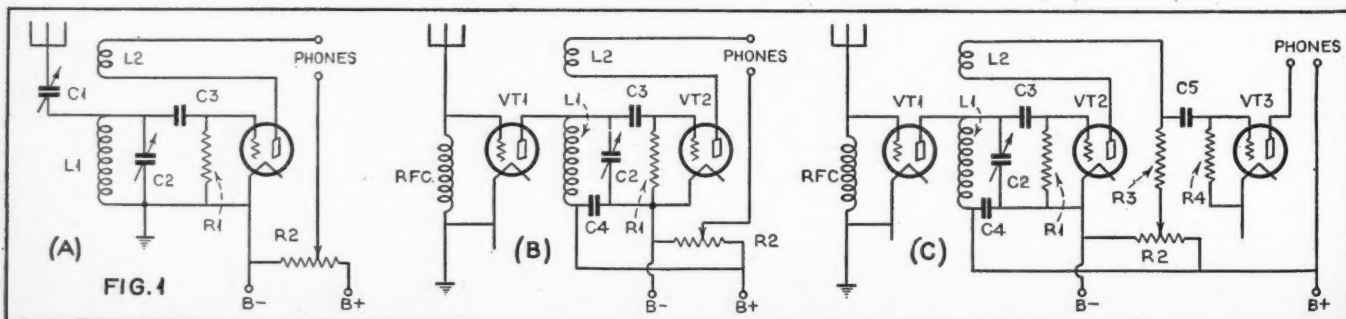 L2
PHONES
C1
C3
L1
C2
R1
R2
(A)
FIG. 1
B-
B+
L2
PHONES
VT1
L1
C3
VT2
RFC
C2
R1
C4
(B)
R2
B-
B+
L2
PHONES
VT1
L1
C3
VT2
C5
VT3
RFC
C2
R3
R4
C4
R1
(C)
R2
B-
B+